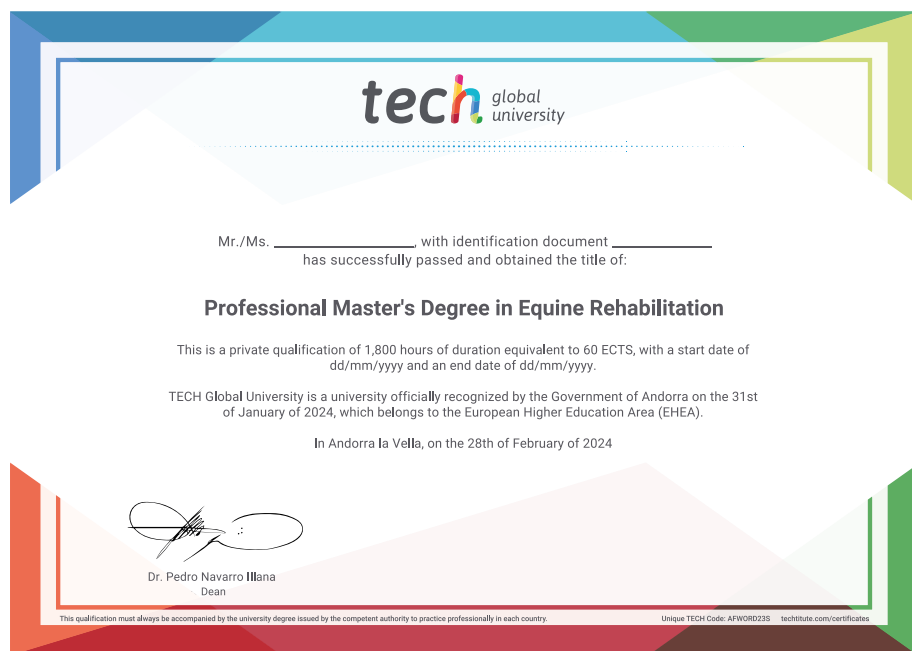 tech global university
Mr./Ms. ____________________, with identification document ______________
has successfully passed and obtained the title of:
Professional Master's Degree in Equine Rehabilitation
This is a private qualification of 1,800 hours of duration equivalent to 60 ECTS, with a start date of
dd/mm/yyyy and an end date of dd/mm/yyyy.
TECH Global University is a university officially recognized by the Government of Andorra on the 31st
of January of 2024, which belongs to the European Higher Education Area (EHEA).
In Andorra la Vella, on the 28th of February of 2024
Dr. Pedro Navarro Illana
Dean
This qualification must always be accompanied by the university degree issued by the competent authority to practice professionally in each country.
Unique TECH Code: AFWORD23S techtitute.com/certificates